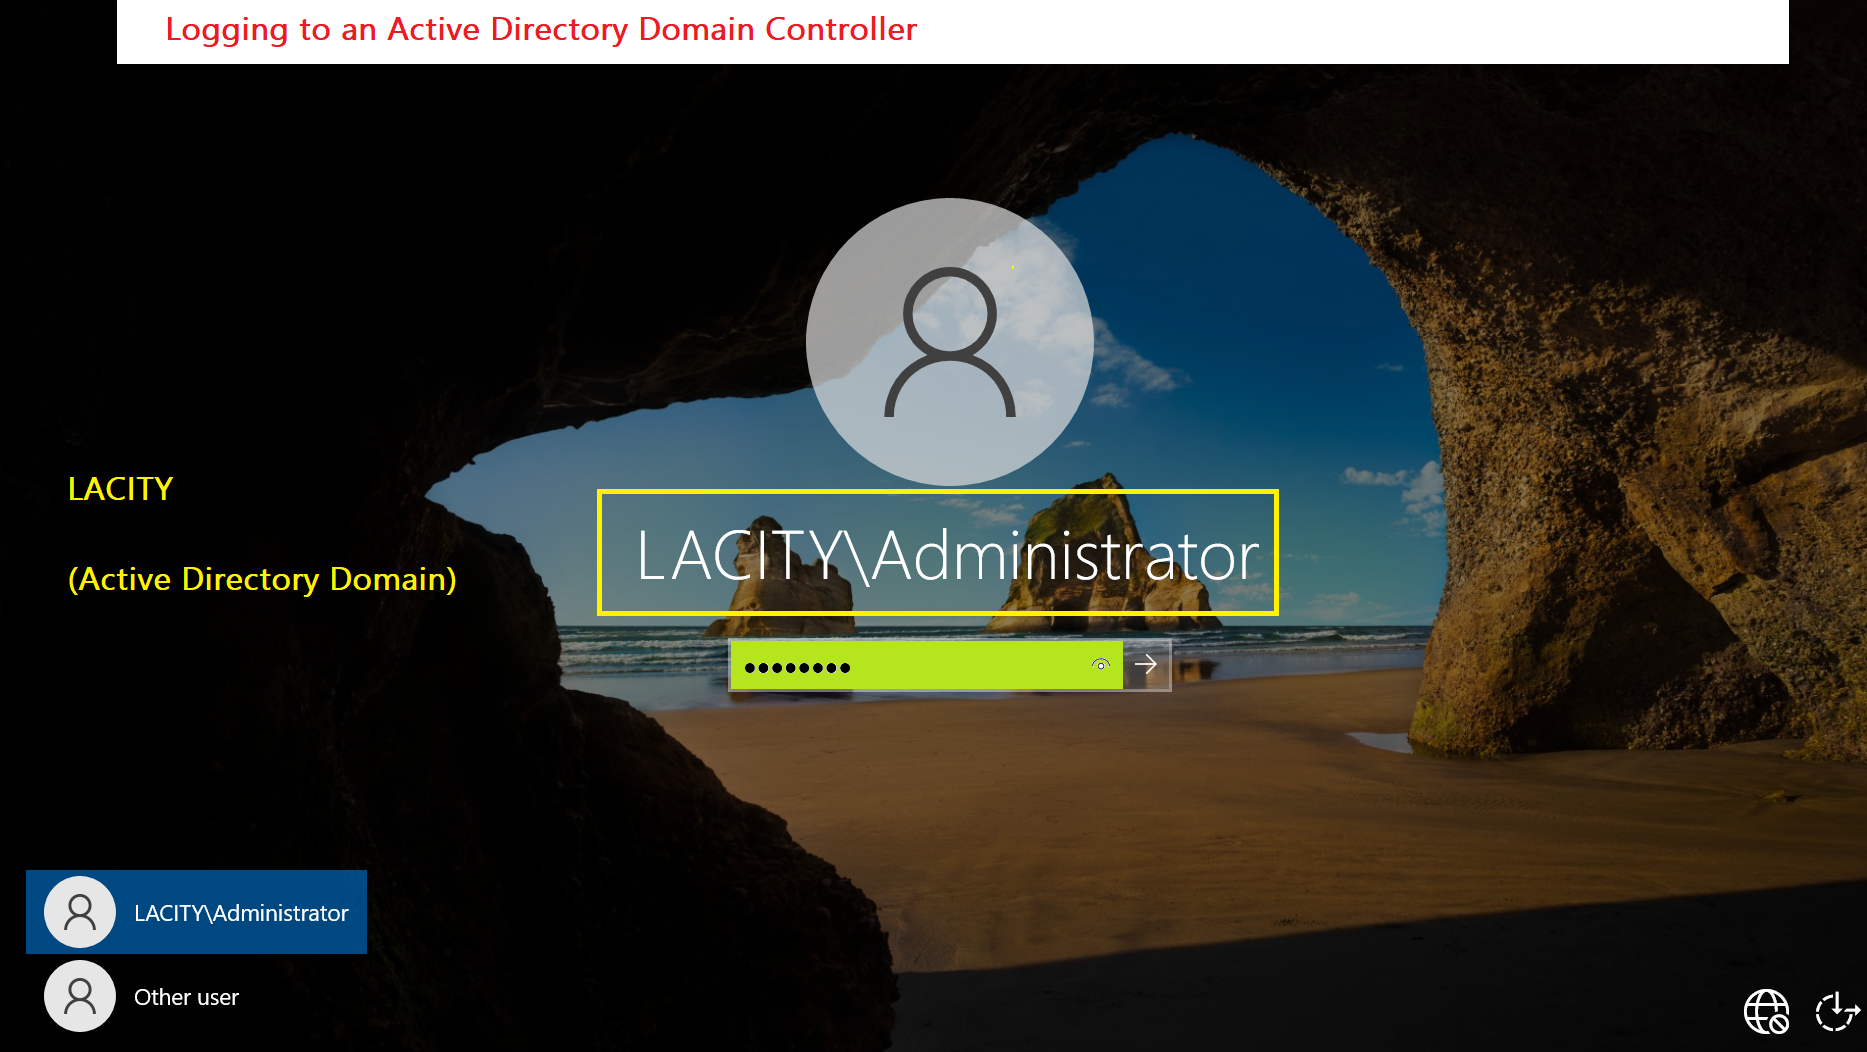 Logging to an Active Directory Domain Controller
LACITY
(Active Directory Domain)
LACITY\Administrator
LACITY\Administrator
Other user